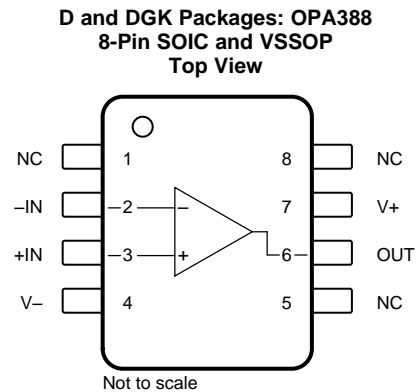 D and DGK Packages: OPA388
8-Pin SOIC and VSSOP
Top View
NC 1 8 NC
–IN 2 – 7 V+
+IN 3 + 6 OUT
V– 4 5 NC
Not to scale